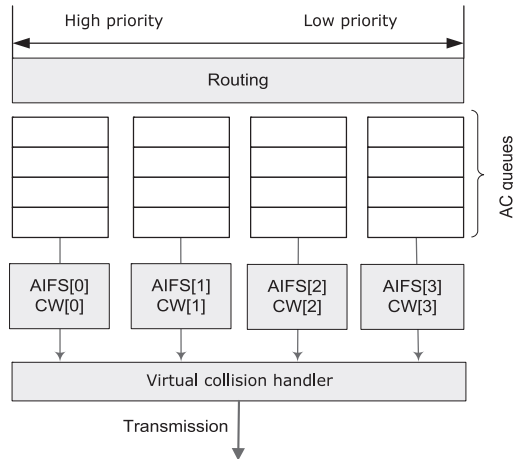 High priority
Low priority
Routing
AC queues
AIFS[0]
CW[0]
AIFS[1]
CW[1]
AIFS[2]
CW[2]
AIFS[3]
CW[3]
Virtual collision handler
Transmission